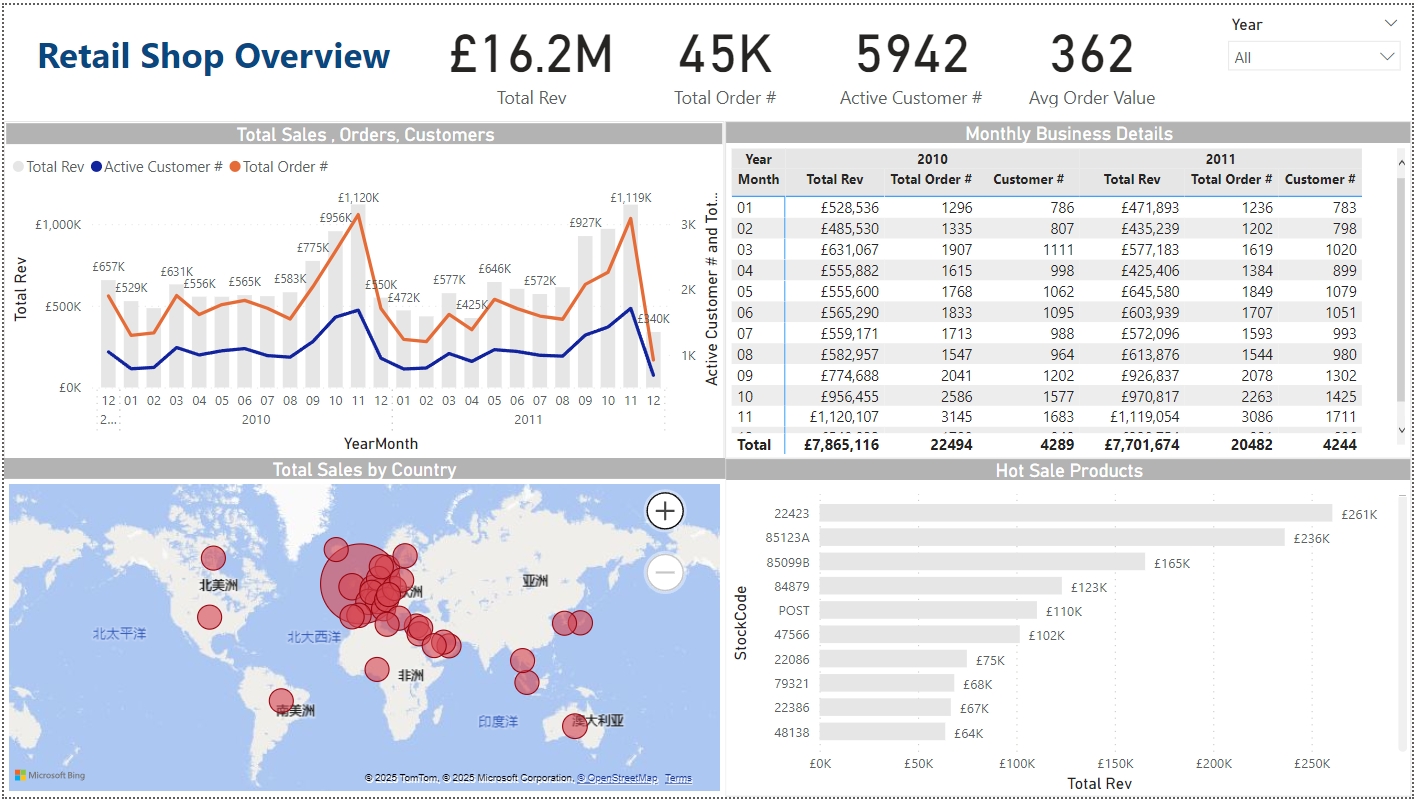 Retail Shop Overview
£16.2M
Total Rev
45K
Total Order #
5942
Active Customer #
362
Avg Order Value
Year
All
Total Sales , Orders, Customers
Total Rev Active Customer # Total Order #
Total Rev
£1,000K
£500K
£0K
£657K
£529K
£631K
£556K
£565K
£583K
£775K
£956K
£1,120K
£550K
£472K
£577K
£425K
£646K
£572K
£927K
£1,119K
£340K
3K
2K
1K
Active Customer # and Tot...
12 01 02 03 04 05 06 07 08 09 10 11 12 01 02 03 04 05 06 07 08 09 10 11 12
2... 2010 2011
YearMonth
Monthly Business Details
Year 2010 2011
Month Total Rev Total Order # Customer # Total Rev Total Order # Customer #
01 £528,536 1296 786 £471,893 1236 783
02 £485,530 1335 807 £435,239 1202 798
03 £631,067 1907 1111 £577,183 1619 1020
04 £555,882 1615 998 £425,406 1384 899
05 £555,600 1768 1062 £645,580 1849 1079
06 £565,290 1833 1095 £603,939 1707 1051
07 £559,171 1713 988 £572,096 1593 993
08 £582,957 1547 964 £613,876 1544 980
09 £774,688 2041 1202 £926,837 2078 1302
10 £956,455 2586 1577 £970,817 2263 1425
11 £1,120,107 3145 1683 £1,119,054 3086 1711
Total £7,865,116 22494 4289 £7,701,674 20482 4244
Total Sales by Country
北美洲
亚洲
北太平洋
北大西洋
非洲
南美洲
印度洋
澳大利亚
Microsoft Bing
© 2025 TomTom, © 2025 Microsoft Corporation, © OpenStreetMap Terms
Hot Sale Products
StockCode
22423 £261K
85123A £236K
85099B £165K
84879 £123K
POST £110K
47566 £102K
22086 £75K
79321 £68K
22386 £67K
48138 £64K
£0K £50K £100K £150K £200K £250K
Total Rev